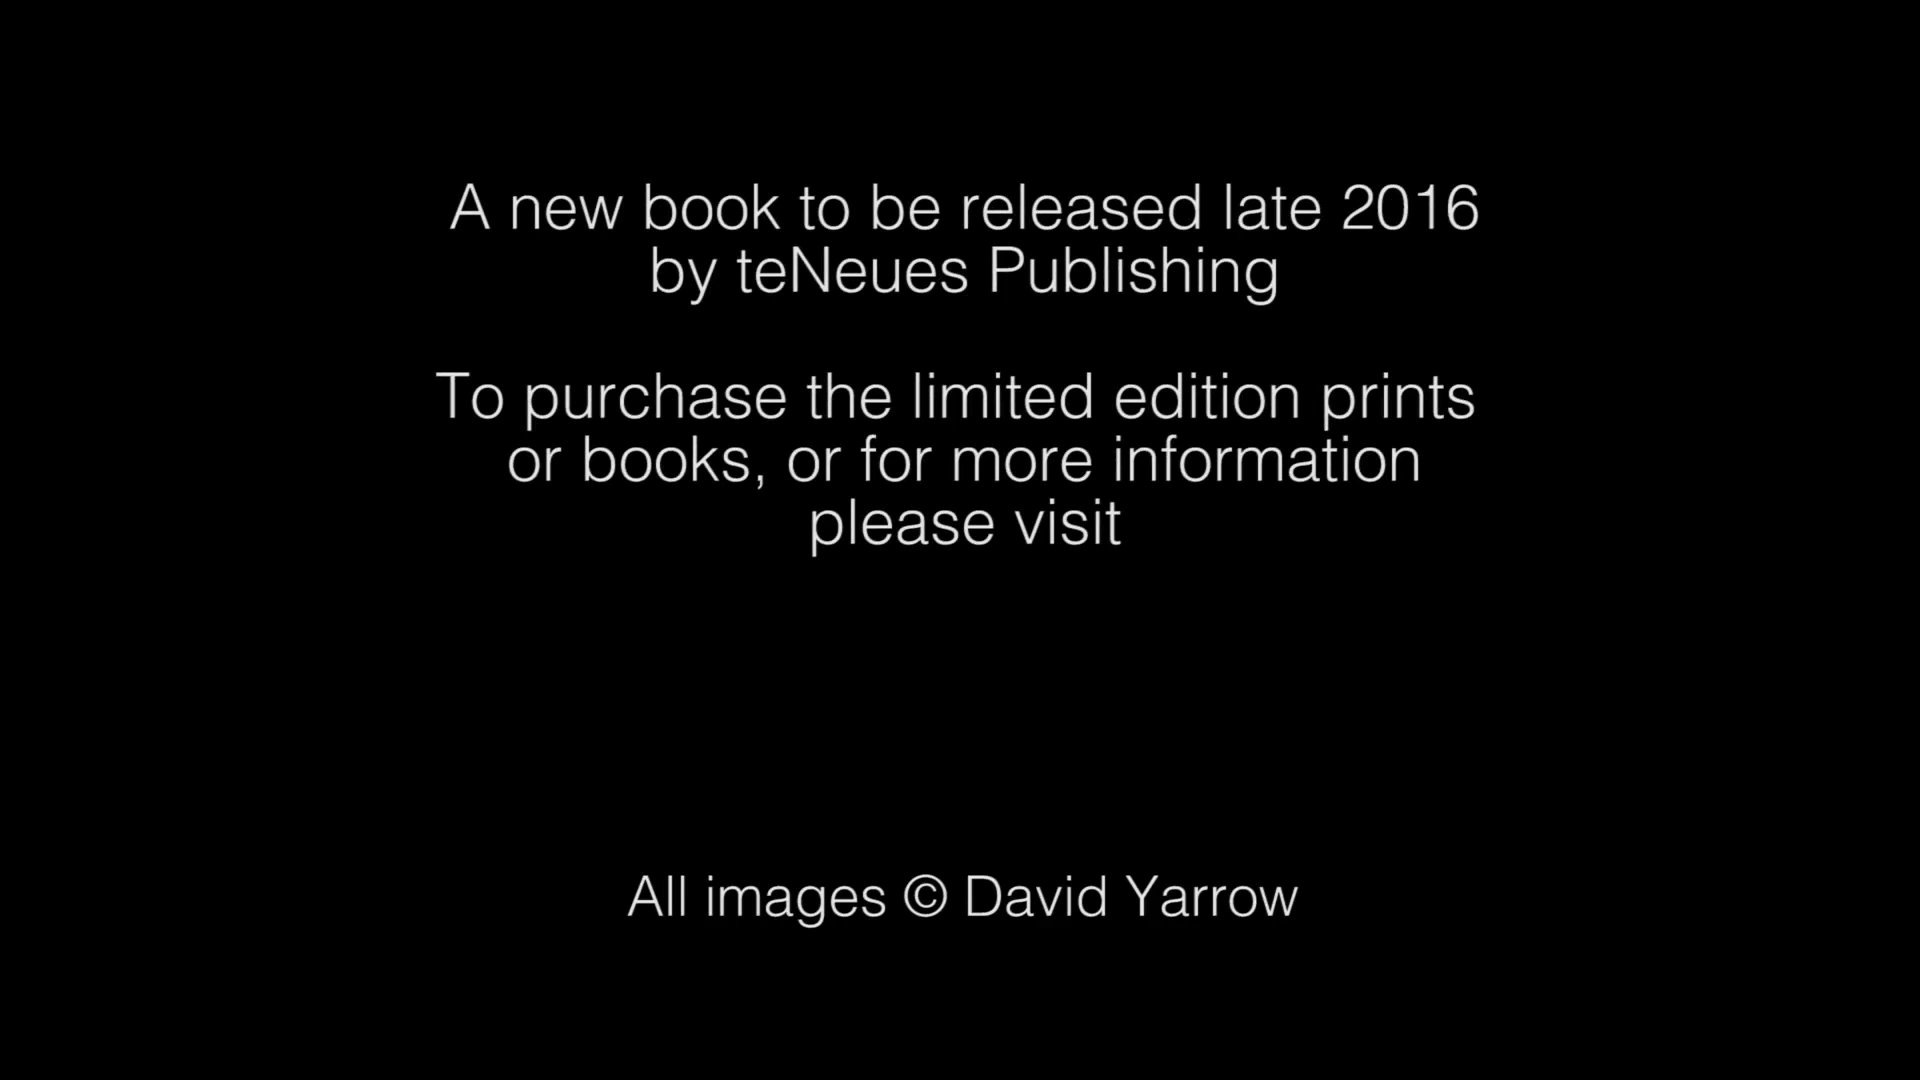 A new book to be released late 2016
by teNeues Publishing
To purchase the limited edition prints
or books, or for more information
please visit
All images © David Yarrow